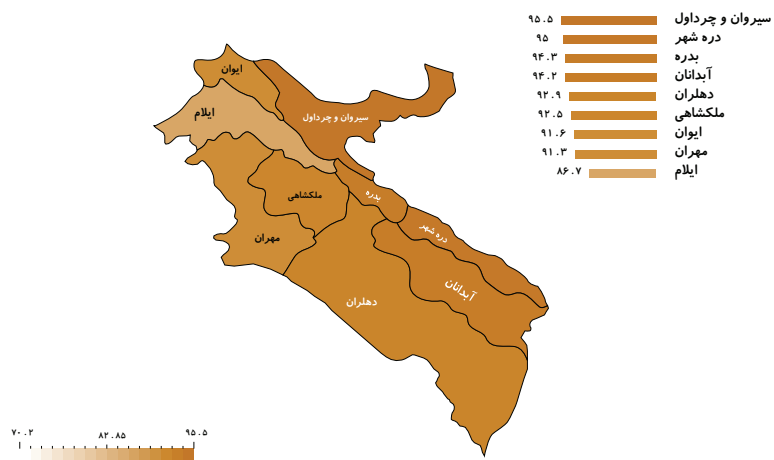 سیروان و چرداول ۹۵.۵
دره شهر ۹۵
بدره ۹۴.۳
آبدانان ۹۴.۲
دهلران ۹۲.۹
ملکشاهی ۹۲.۵
ایوان ۹۱.۶
مهران ۹۱.۳
ایلام ۸۶.۷
ایوان
ایلام
سیروان و چرداول
ملکشاهی
بدره
مهران
دره شهر
آبدانان
دهلران
۷۰.۲ ۸۲.۸۵ ۹۵.۵